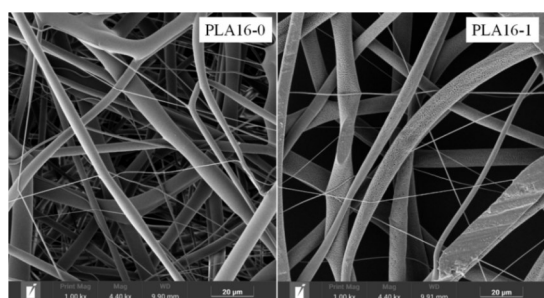 PLA16-0
PLA16-1
Print Mag Mag WD
1.00 kx 4.40 kx 9.90 mm 20 µm
Print Mag Mag WD
1.00 kx 4.40 kx 9.91 mm 20 µm